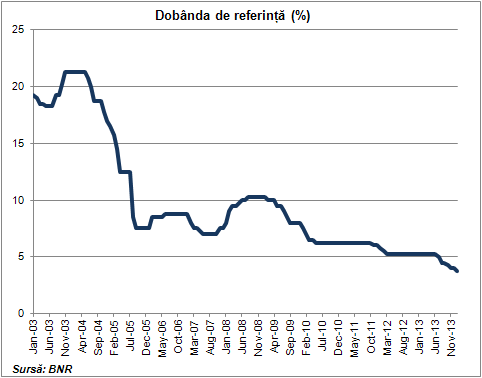 Dobânda de referință (%)
25
20
15
10
5
0
Jan-03
Jun-03
Nov-03
Apr-04
Sep-04
Feb-05
Jul-05
Dec-05
May-06
Oct-06
Mar-07
Aug-07
Jan-08
Jun-08
Nov-08
Apr-09
Sep-09
Feb-10
Jul-10
Dec-10
May-11
Oct-11
Mar-12
Aug-12
Jan-13
Jun-13
Nov-13
Sursă: BNR